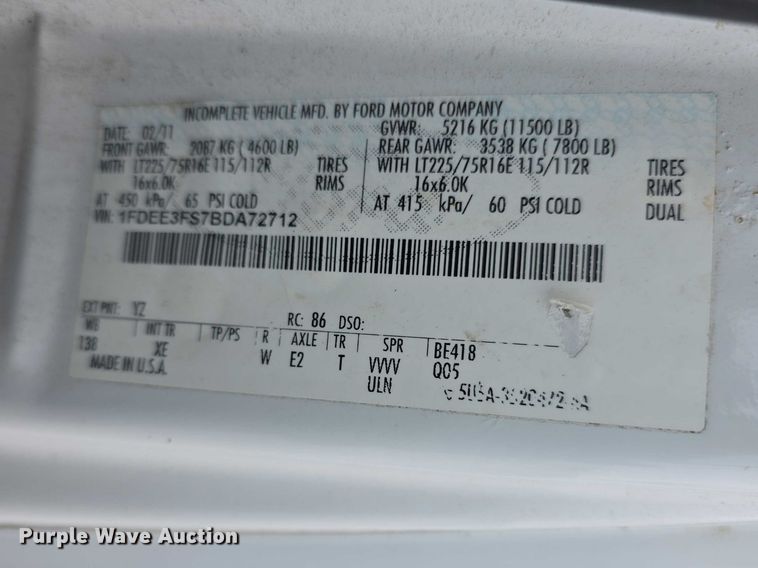 INCOMPLETE VEHICLE MFD. BY FORD MOTOR COMPANY
DATE: 02/11 GVWR: 5216 KG (11500 LB)
FRONT GAWR: 2087 KG ( 4600 LB) REAR GAWR: 3538 KG ( 7800 LB)
WITH LT225/75R16E 115/112R TIRES WITH LT225/75R16E 115/112R TIRES
16x6.0K RIMS 16x6.0K RIMS
AT 450 kPa/ 65 PSI COLD AT 415 kPa/ 60 PSI COLD DUAL
VIN: 1FDEE3FS7BDA72712
EXT PNT: YZ RC: 86 DSO:
WB INT TR TP/PS R AXLE TR SPR BE418
138 XE W E2 T VVVV Q05
MADE IN U.S.A. ULN
Purple Wave Auction